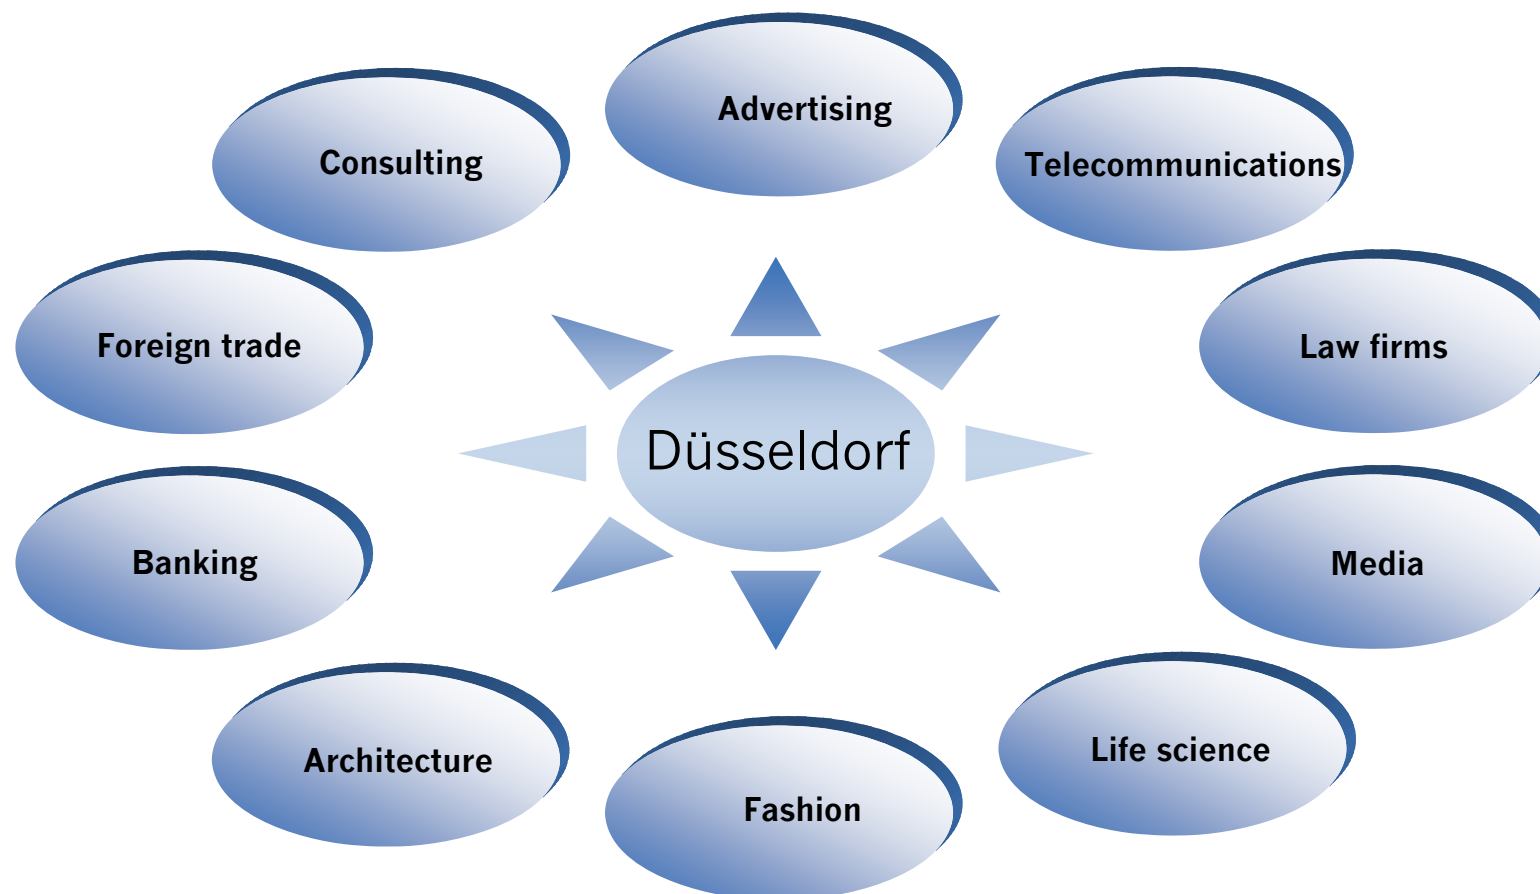 Advertising
Consulting
Telecommunications
Foreign trade
Law firms
Düsseldorf
Banking
Media
Architecture
Life science
Fashion